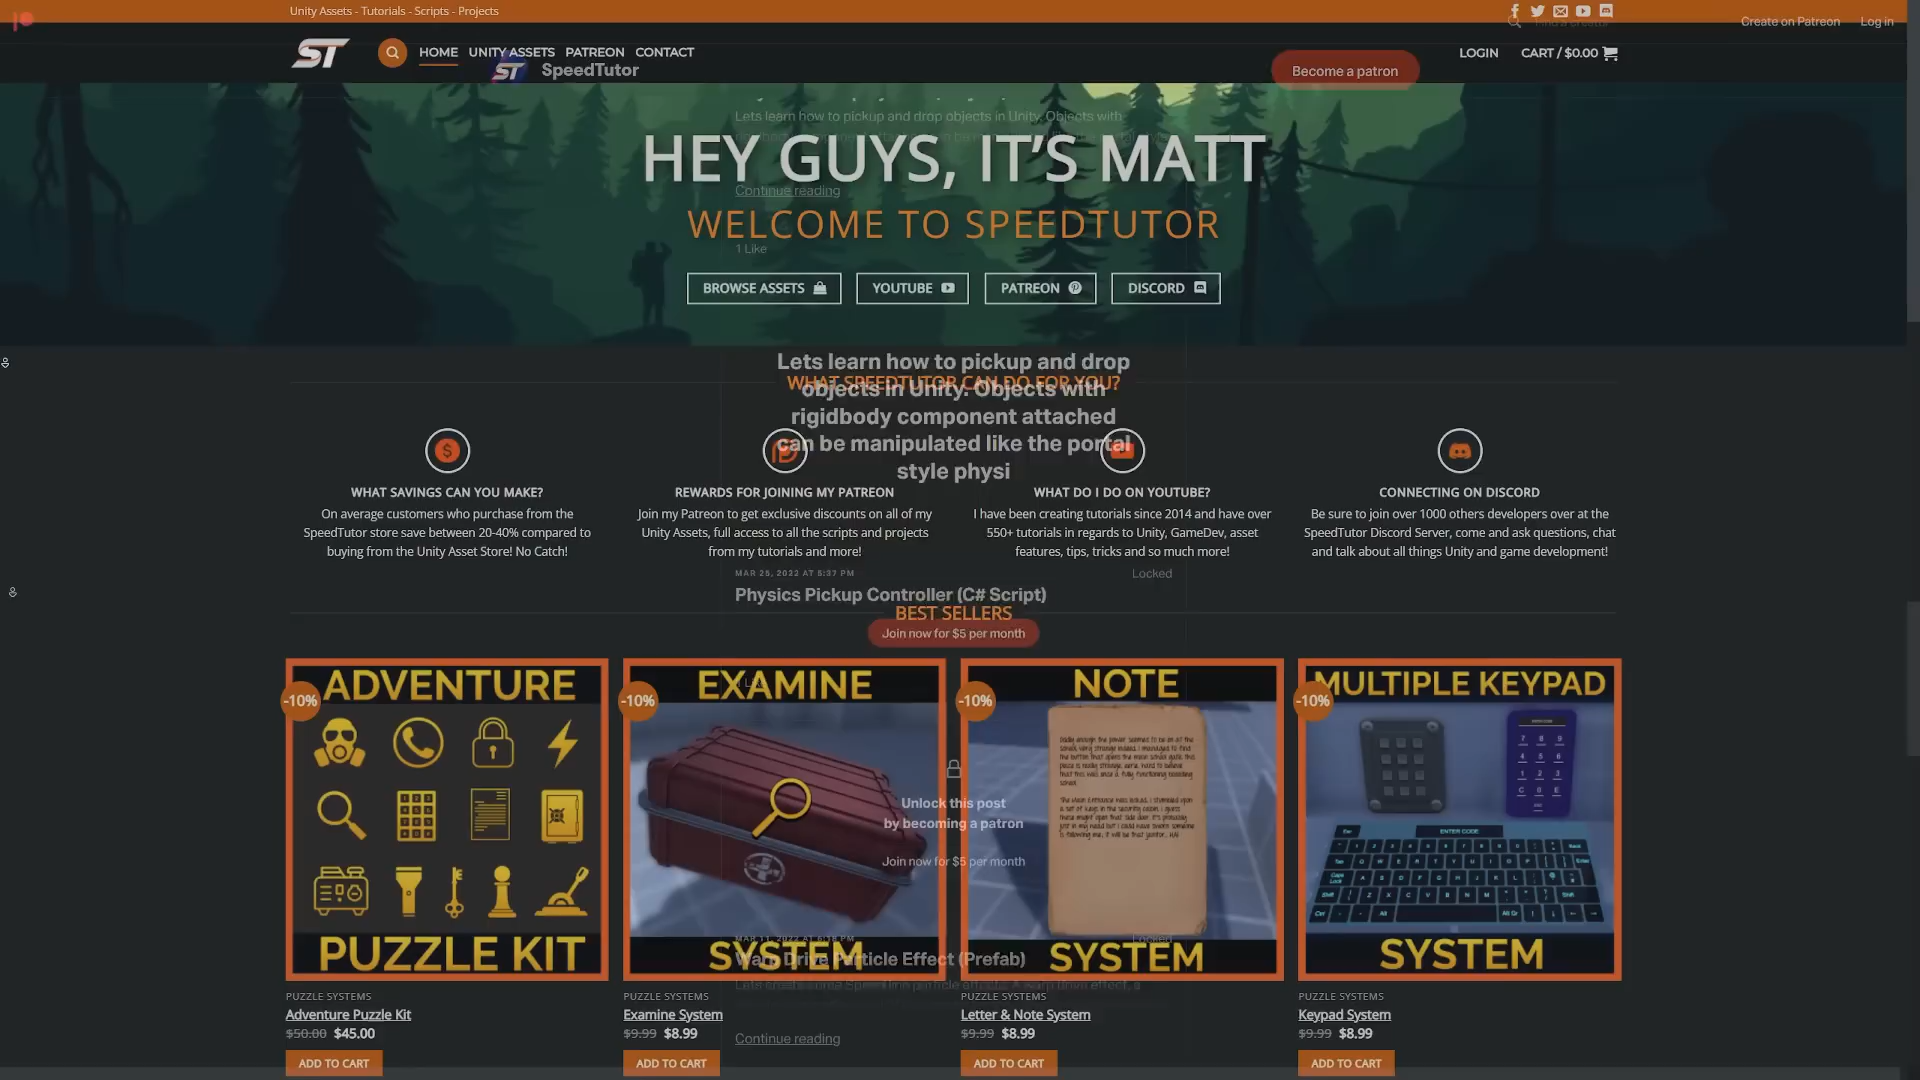 Unity Assets - Tutorials - Scripts - Projects
Create on Patreon
Log in
ST
HOME
UNITY ASSETS
PATREON
CONTACT
LOGIN
CART / $0.00
ST
SpeedTutor
Become a patron
Lets learn how to pickup and drop objects in Unity. Objects with
HEY GUYS, IT'S MATT
Continue reading
WELCOME TO SPEEDTUTOR
1 Like
BROWSE ASSETS
YOUTUBE
PATREON
DISCORD
Lets learn how to pickup and drop
WHAT SPEEDTUTOR CAN DO FOR YOU?
objects in Unity. Objects with
rigidbody component attached
can be manipulated like the portal
style physi
WHAT SAVINGS CAN YOU MAKE?
On average customers who purchase from the
SpeedTutor store save between 20-40% compared to
buying from the Unity Asset Store! No Catch!
REWARDS FOR JOINING MY PATREON
Join my Patreon to get exclusive discounts on all of my
Unity Assets, full access to all the scripts and projects
from my tutorials and more!
WHAT DO I DO ON YOUTUBE?
I have been creating tutorials since 2014 and have over
550+ tutorials in regards to Unity, GameDev, asset
features, tips, tricks and so much more!
CONNECTING ON DISCORD
Be sure to join over 1000 others developers over at the
SpeedTutor Discord Server, come and ask questions, chat
and talk about all things Unity and game development!
MAR 25, 2022 AT 5:37 PM
Locked
Physics Pickup Controller (C# Script)
BEST SELLERS
Join now for $5 per month
-10%
ADVENTURE
PUZZLE KIT
-10%
EXAMINE
SYSTEM
-10%
NOTE
SYSTEM
-10%
MULTIPLE KEYPAD
ENTER CODE
SYSTEM
Unlock this post
by becoming a patron
Join now for $5 per month
Locked
Warp Drive Particle Effect (Prefab)
PUZZLE SYSTEMS
Adventure Puzzle Kit
$50.00 $45.00
ADD TO CART
PUZZLE SYSTEMS
Examine System
$9.99 $8.99
ADD TO CART
Continue reading
PUZZLE SYSTEMS
Letter & Note System
$9.99 $8.99
ADD TO CART
PUZZLE SYSTEMS
Keypad System
$9.99 $8.99
ADD TO CART